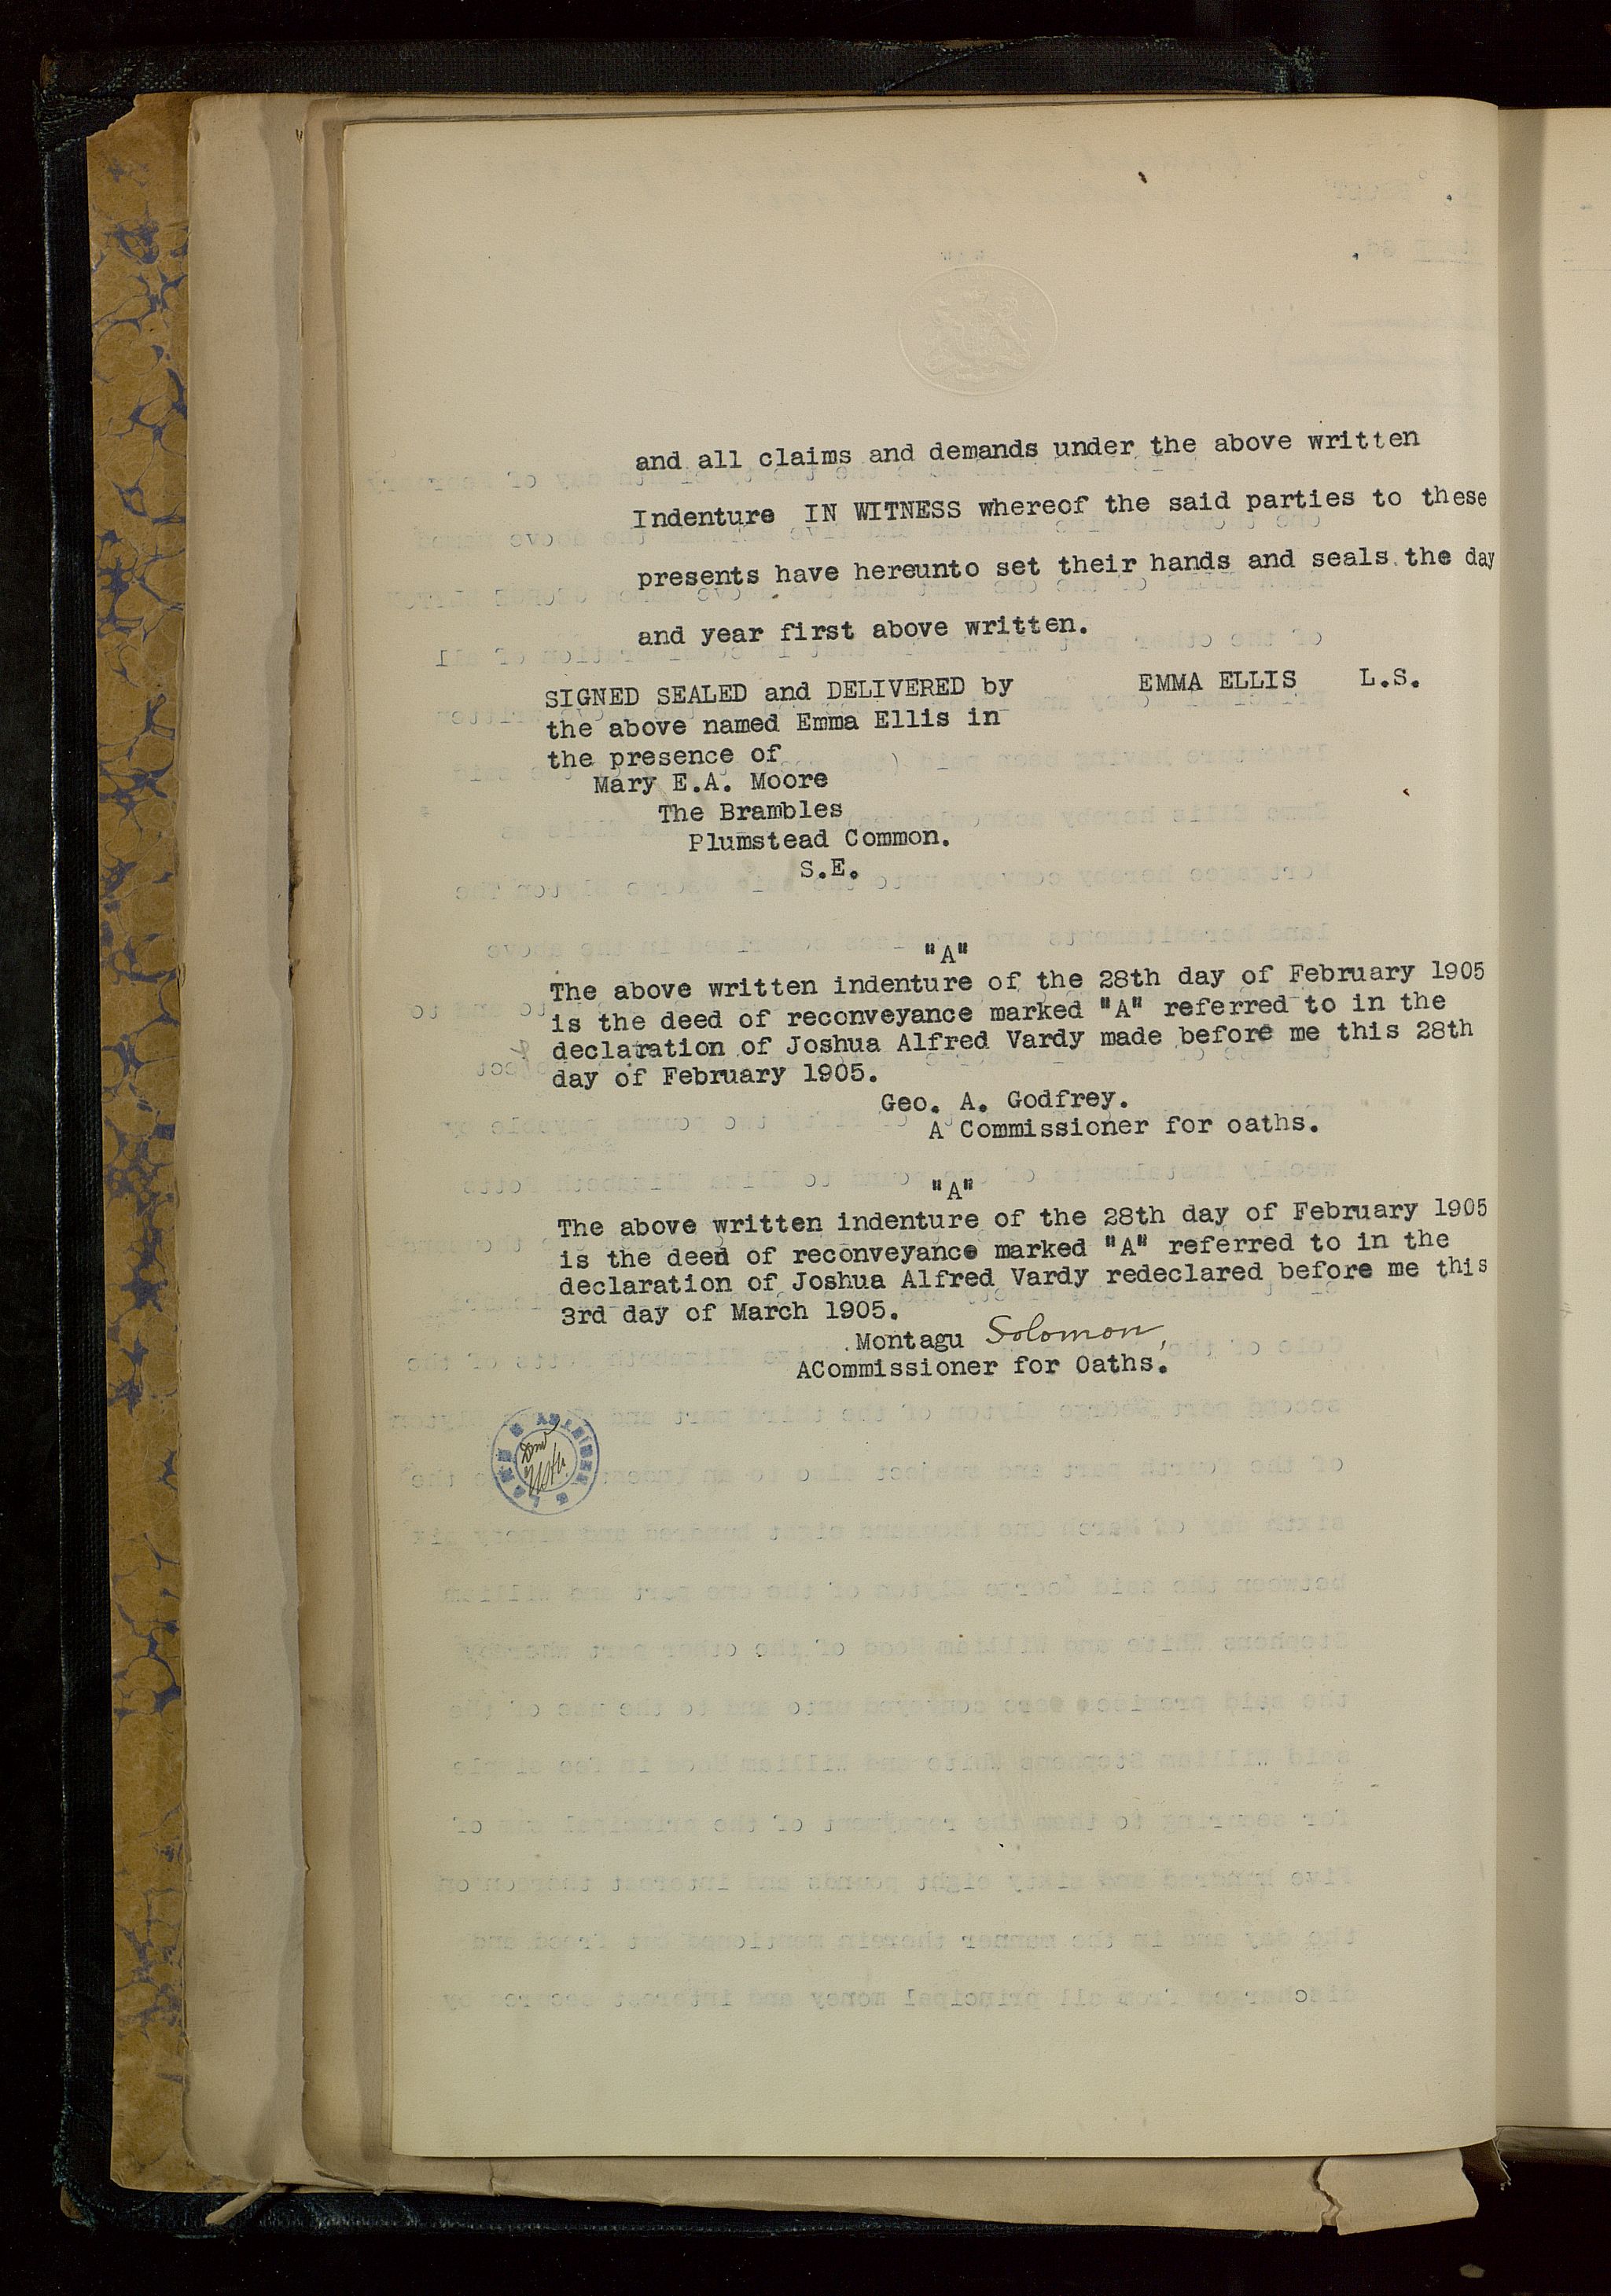 and all claims and demands under the above written
Indenture IN WITNESS whereof the said parties to these
presents have hereunto set their hands and seals the day
and year first above written.
SIGNED SEALED and DELIVERED by EMMA ELLIS L.S.
the above named Emma Ellis in
the presence of
Mary E.A. Moore
The Brambles
Plumstead Common.
S.E.
"A"
The above written indenture of the 28th day of February 1905
is the deed of reconveyance marked "A" referred to in the
declaration of Joshua Alfred Vardy made before me this 28th
day of February 1905.
Geo. A. Godfrey.
A Commissioner for oaths.
"A"
The above written indenture of the 28th day of February 1905
is the deed of reconveyance marked "A" referred to in the
declaration of Joshua Alfred Vardy redeclared before me this
3rd day of March 1905.
Montagu Solomon,
ACommissioner for Oaths.